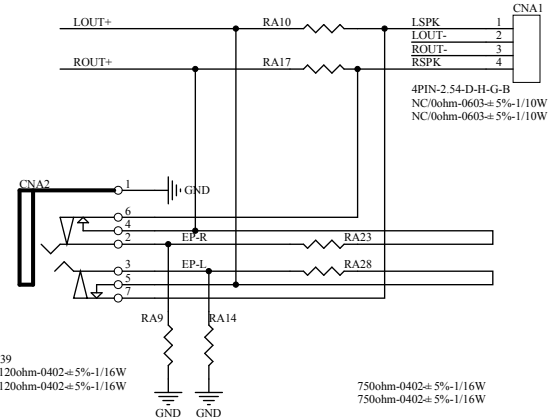 CNA1
LOUT+ RA10 LSPK 1
LOUT- 2
ROUT- 3
ROUT+ RA17 RSPK 4
4PIN-2.54-D-H-G-B
NC/0ohm-0603-±5%-1/10W
NC/0ohm-0603-±5%-1/10W
CNA2 1
GND
6
4
2 EP-R RA23
3 EP-L RA28
5
7
RA9 RA14
39
120ohm-0402-±5%-1/16W
120ohm-0402-±5%-1/16W
750ohm-0402-±5%-1/16W
750ohm-0402-±5%-1/16W
GND GND